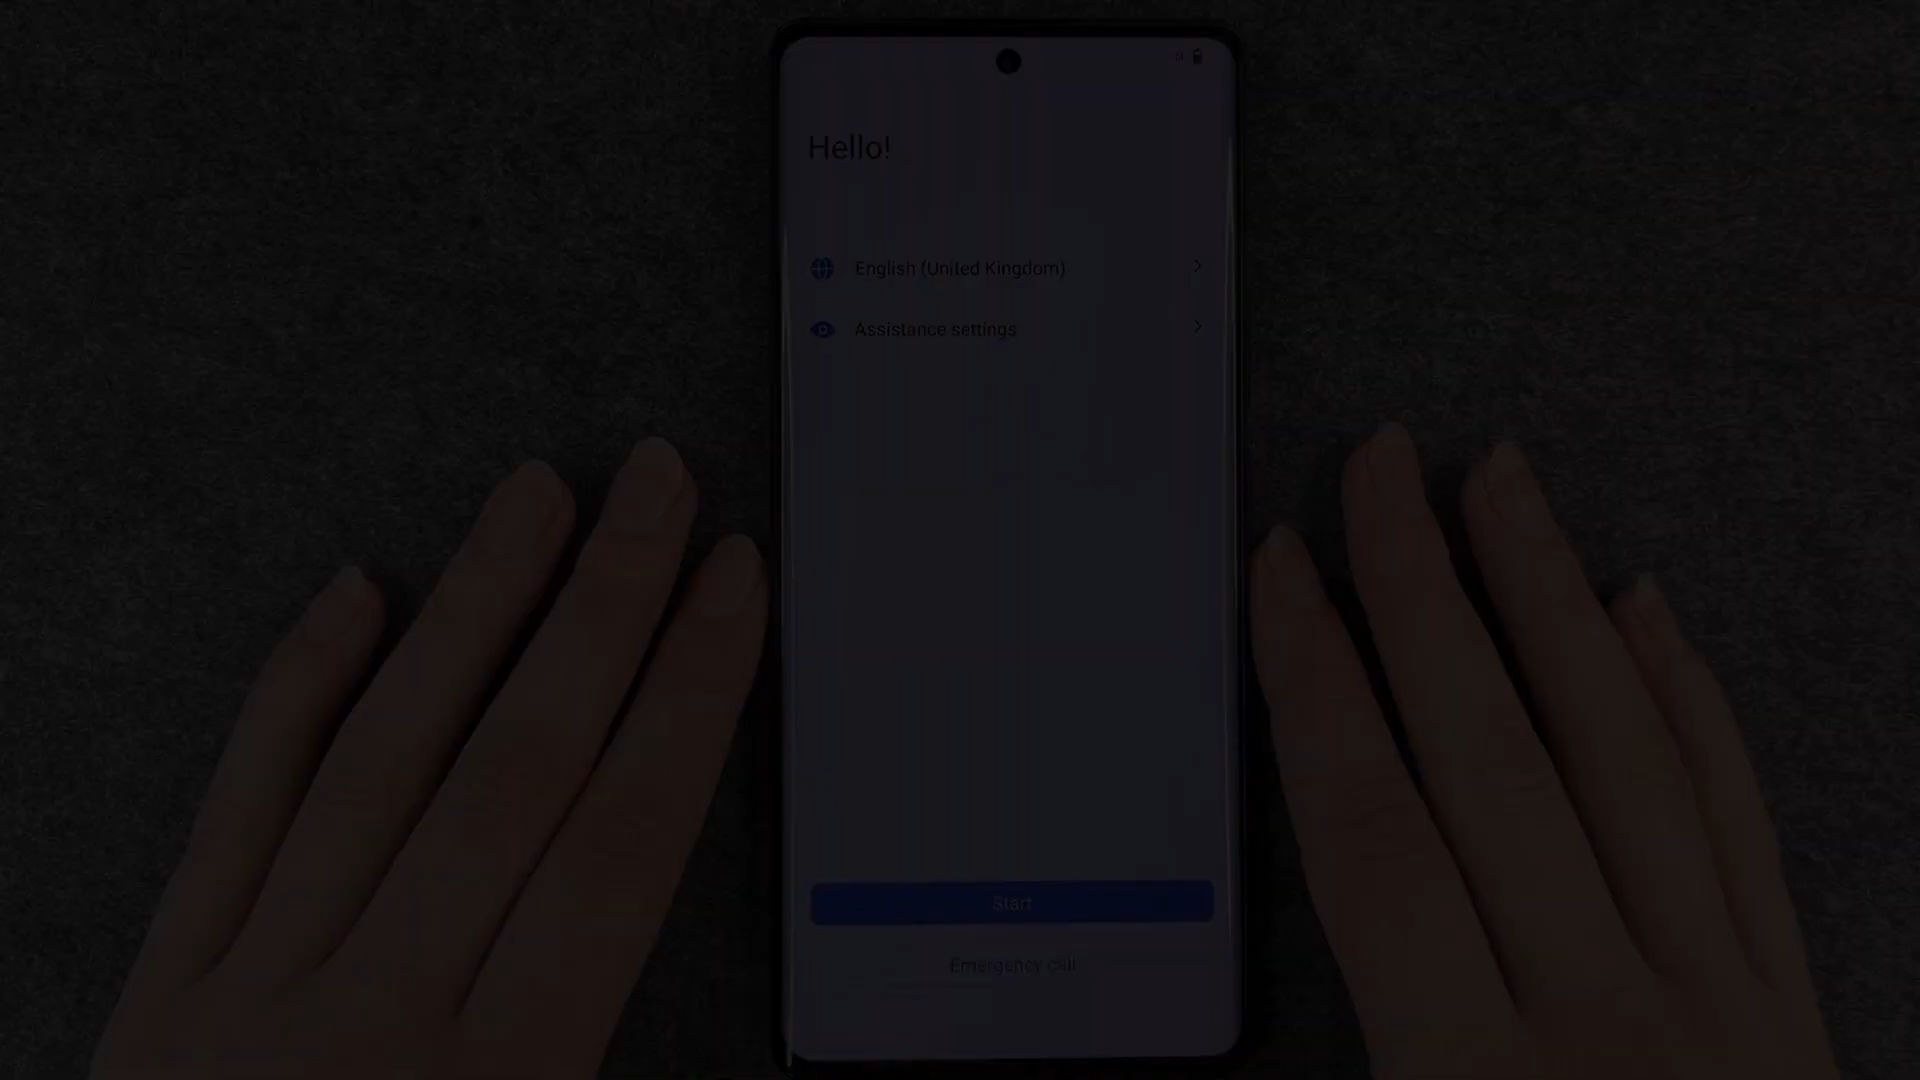 Hello!
English (United Kingdom)
Assistance settings
Start
Emergency call